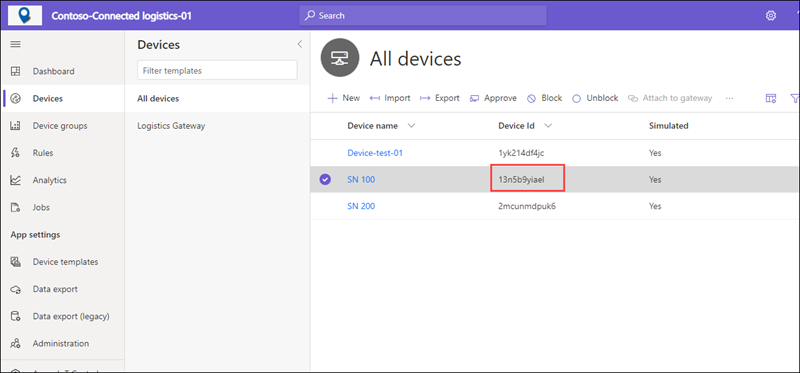 Contoso-Connected logistics-01
Search
Devices
Filter templates
All devices
Logistics Gateway
Dashboard
Devices
Device groups
Rules
Analytics
Jobs
App settings
Device templates
Data export
Data export (legacy)
Administration
All devices
New Import Export Approve Block Unblock Attach to gateway ...
Device name Device Id Simulated
Device-test-01 1yk214df4jc Yes
SN 100 13n5b9yiael Yes
SN 200 2mcunmdpuk6 Yes